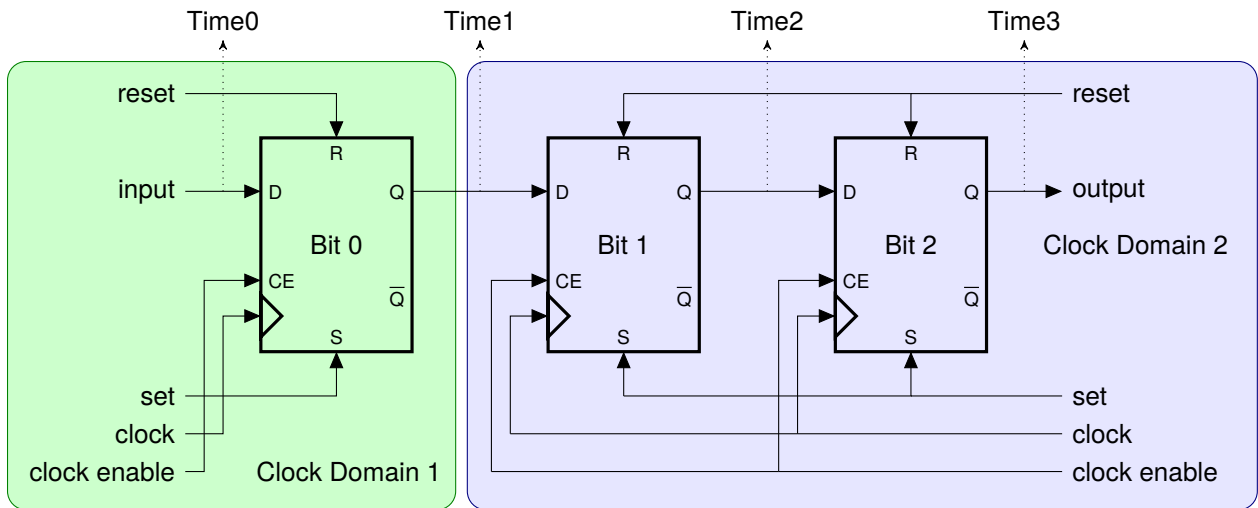 Time0 Time1 Time2 Time3
reset reset
R R R
input D Q D Q D Q output
Bit 0 Bit 1 Bit 2 Clock Domain 2
CE CE CE
Q Q Q
S S S
set set
clock clock
clock enable Clock Domain 1 clock enable